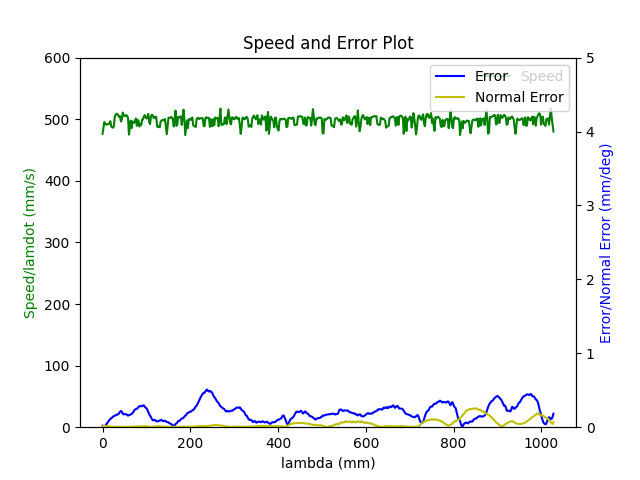 Speed and Error Plot
600
500
400
300
200
100
0
Speed/lamdot (mm/s)
Error
Speed
Normal Error
5
4
3
2
1
0
Error/Normal Error (mm/deg)
0
200
400
600
800
1000
lambda (mm)